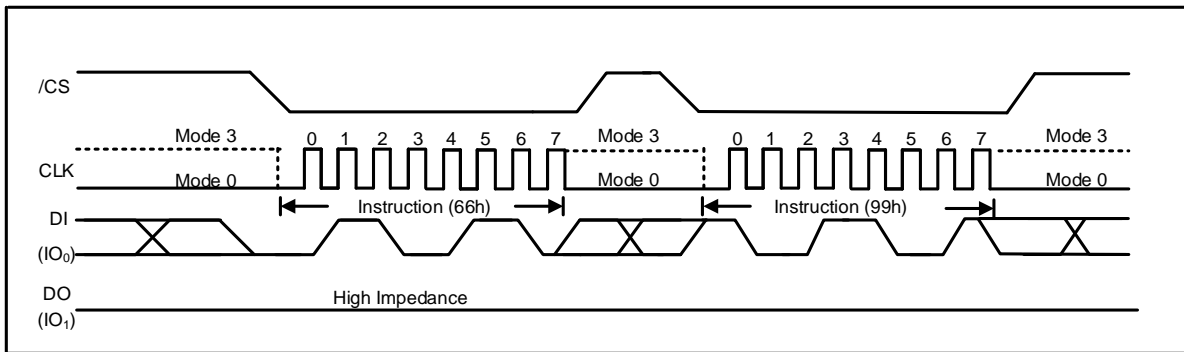 /CS
Mode 3 0 1 2 3 4 5 6 7 Mode 3 0 1 2 3 4 5 6 7 Mode 3
CLK
Mode 0 Mode 0 Mode 0
Instruction (66h) Instruction (99h)
DI
(IO₀)
DO
High Impedance
(IO₁)